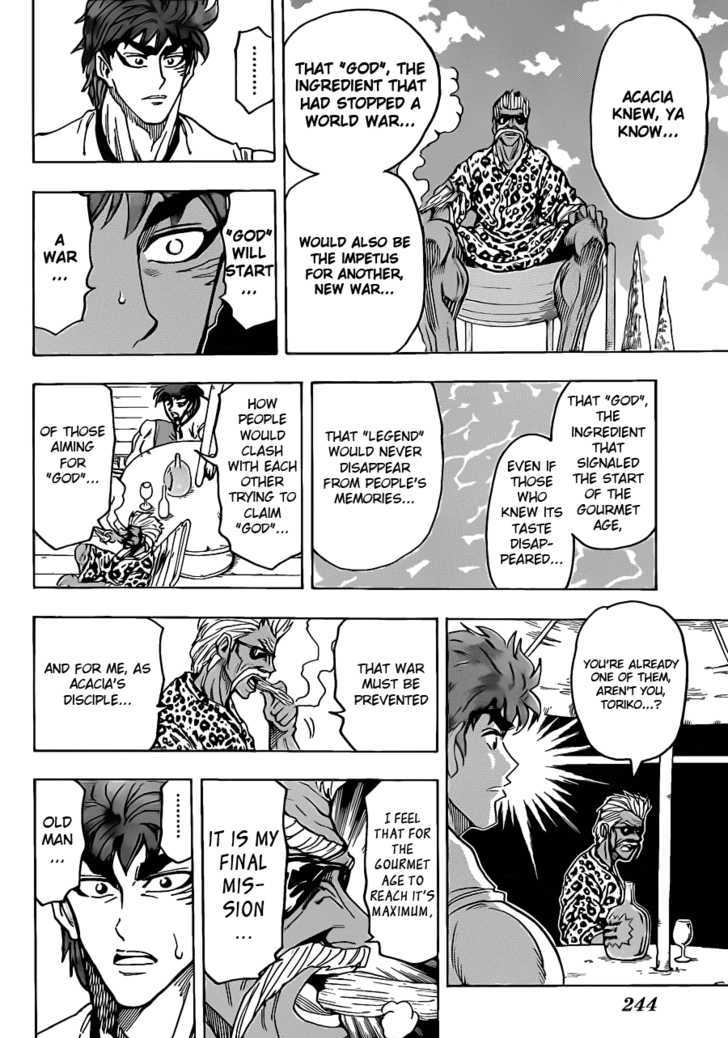 ACACIA
KNEW, YA
KNOW...
THAT "GOD", THE
INGREDIENT THAT
HAD STOPPED A
WORLD WAR...
WOULD ALSO BE
THE IMPETUS
FOR ANOTHER,
NEW WAR...
.........
"GOD"
WILL
START...
A
WAR
...
THAT "GOD",
THE
INGREDIENT
THAT
SIGNALED
THE START
OF THE
GOURMET
AGE,
EVEN IF
THOSE
WHO
KNEW ITS
TASTE
DISAP-
PEARED...
THAT "LEGEND"
WOULD NEVER
DISAPPEAR
FROM PEOPLE'S
MEMORIES...
HOW
PEOPLE
WOULD
CLASH
WITH EACH
OTHER
TRYING TO
CLAIM
"GOD"...
OF THOSE
AIMING
FOR
"GOD"...
YOU'RE ALREADY
ONE OF THEM,
AREN'T YOU,
TORIKO...?
THAT WAR
MUST BE
PREVENTED
AND FOR ME, AS
ACACIA'S
DISCIPLE...
I FEEL
THAT FOR
THE
GOURMET
AGE TO
REACH IT'S
MAXIMUM,
IT IS MY
FINAL
MIS-
SION
...
.........
OLD
MAN
...
244